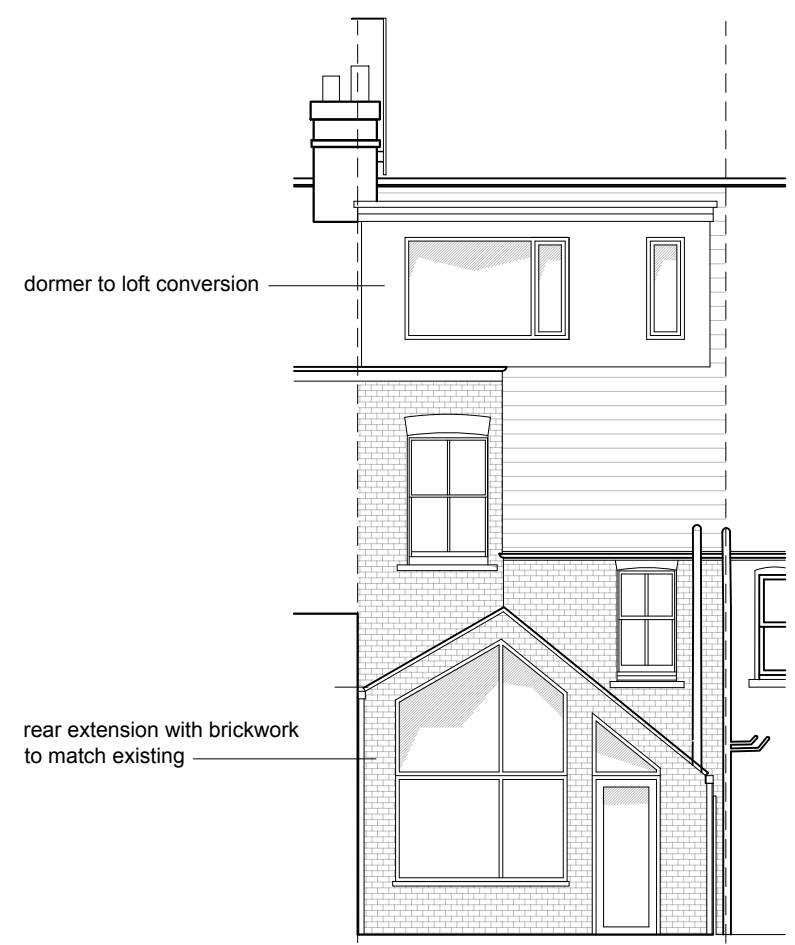 dormer to loft conversion
rear extension with brickwork
to match existing